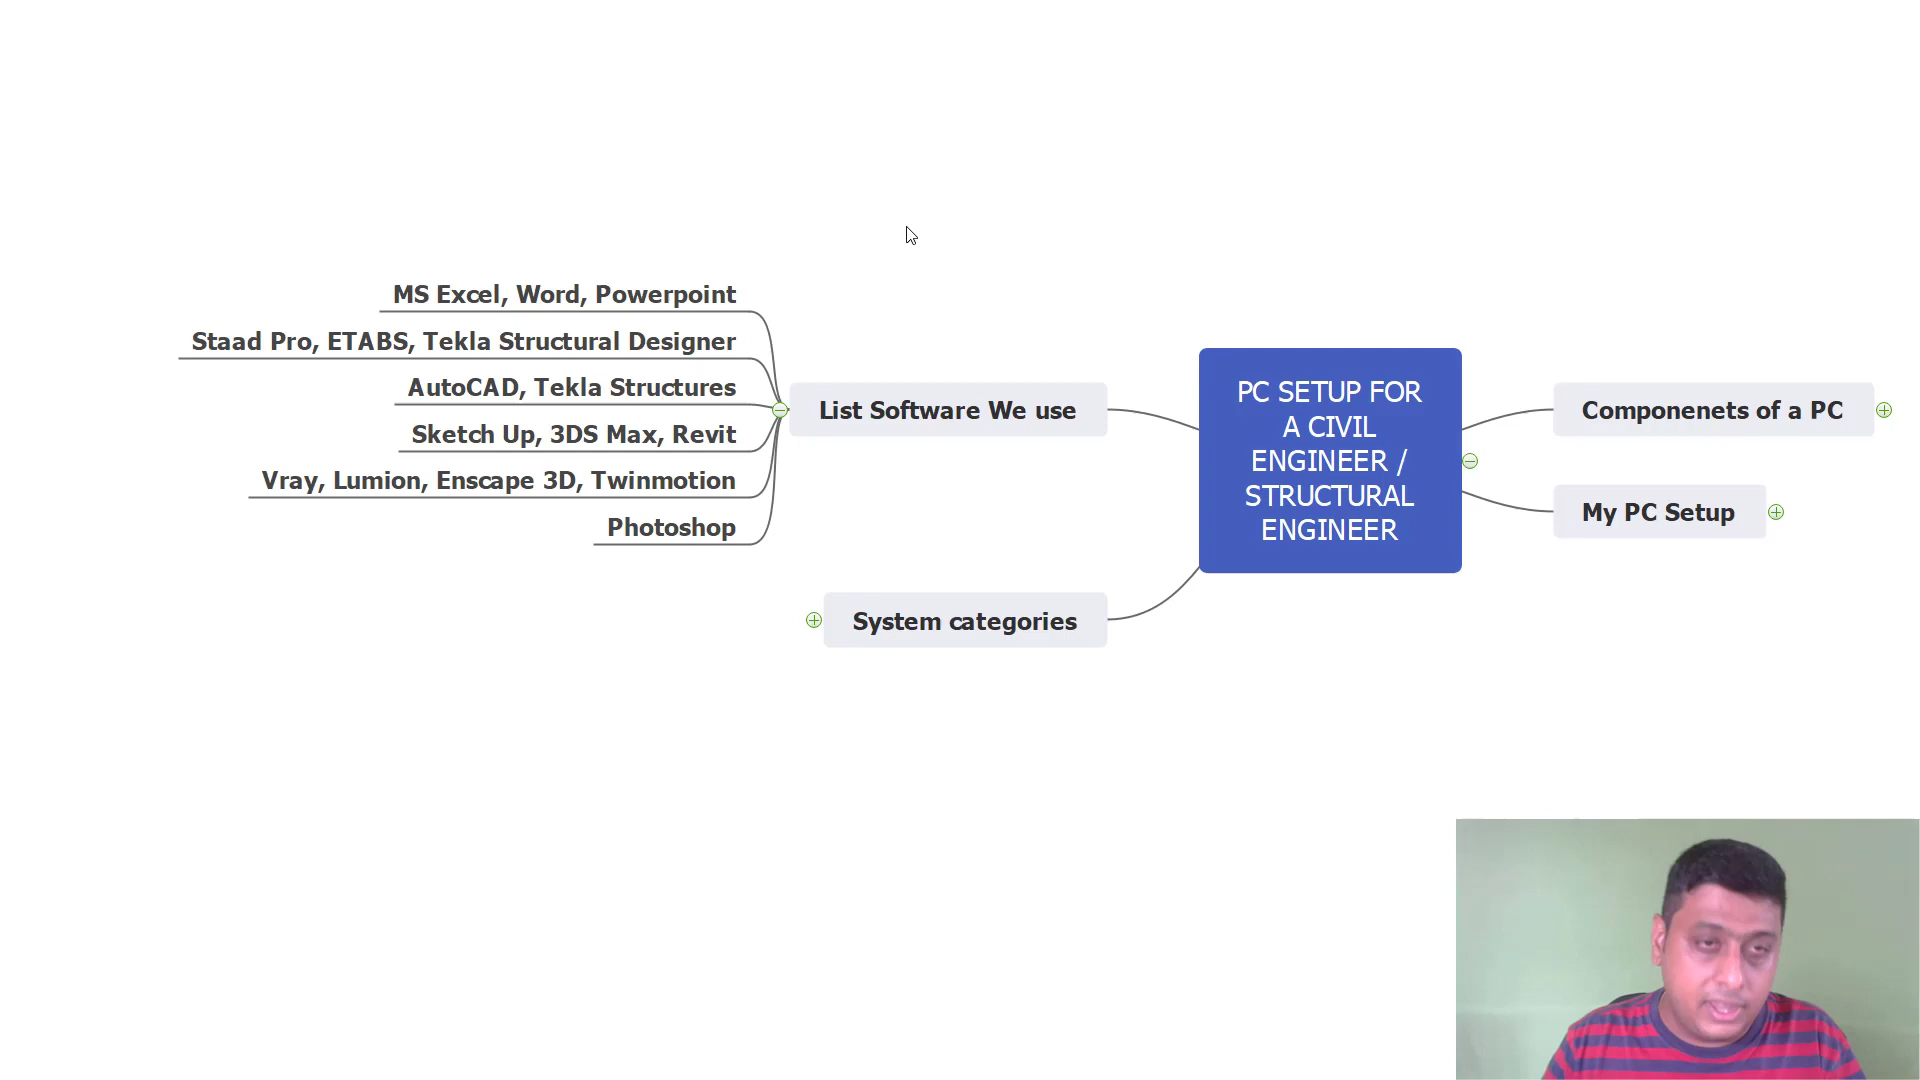 MS Excel, Word, Powerpoint
Staad Pro, ETABS, Tekla Structural Designer
AutoCAD, Tekla Structures
Sketch Up, 3DS Max, Revit
Vray, Lumion, Enscape 3D, Twinmotion
Photoshop
List Software We use
System categories
PC SETUP FOR
A CIVIL
ENGINEER /
STRUCTURAL
ENGINEER
Componenets of a PC
My PC Setup